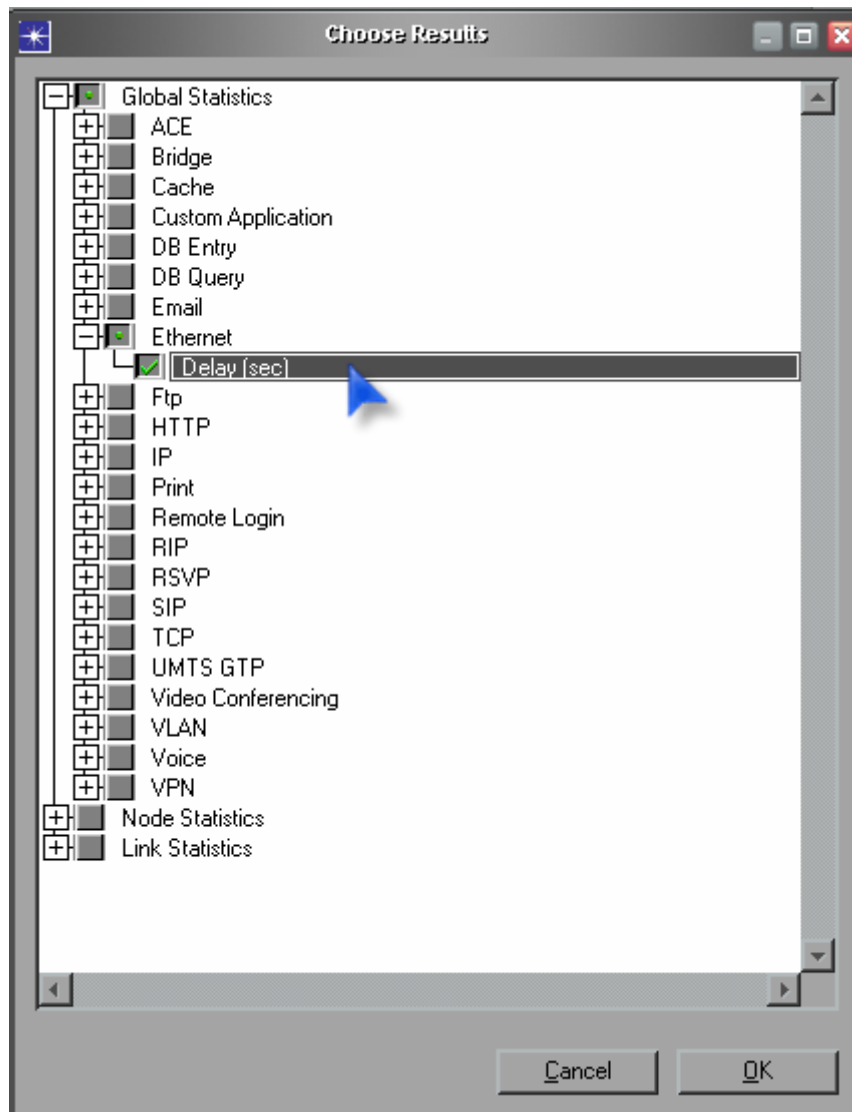 Choose Results
Global Statistics
ACE
Bridge
Cache
Custom Application
DB Entry
DB Query
Email
Ethernet
Delay (sec)
Ftp
HTTP
IP
Print
Remote Login
RIP
RSVP
SIP
TCP
UMTS GTP
Video Conferencing
VLAN
Voice
VPN
Node Statistics
Link Statistics
Cancel
OK